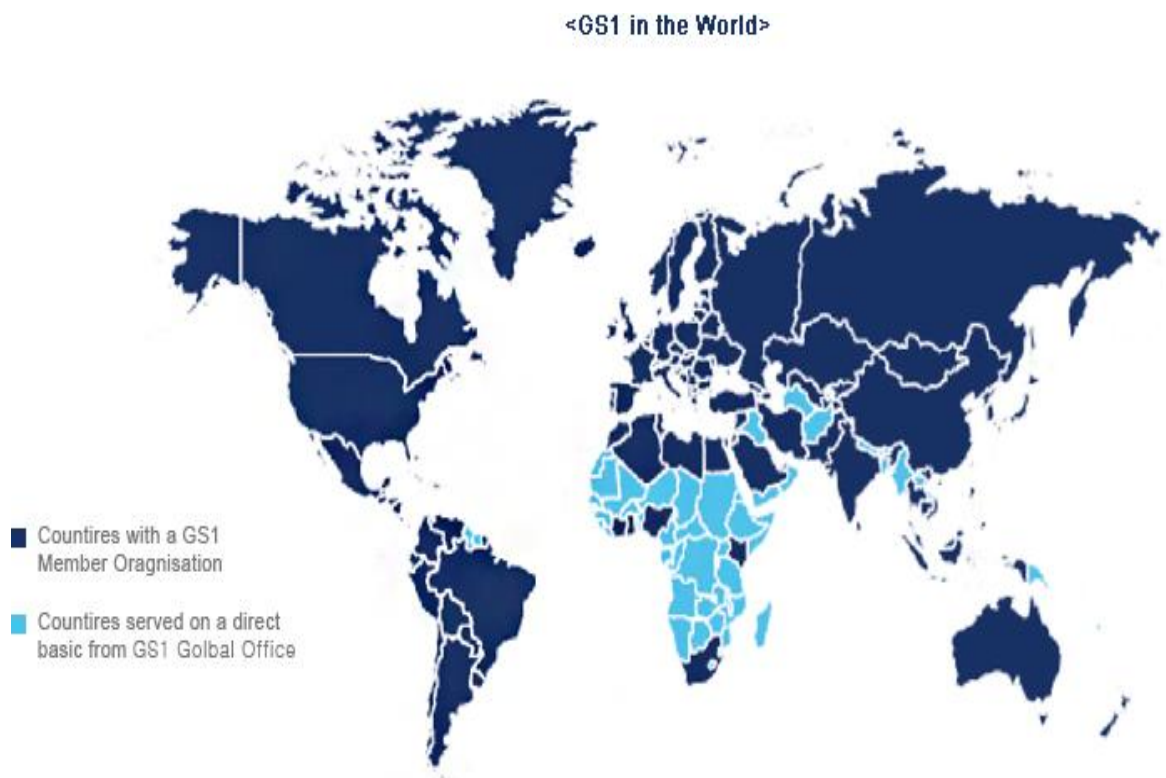 <GS1 in the World>
Countires with a GS1
Member Oragnisation
Countires served on a direct
basic from GS1 Golbal Office